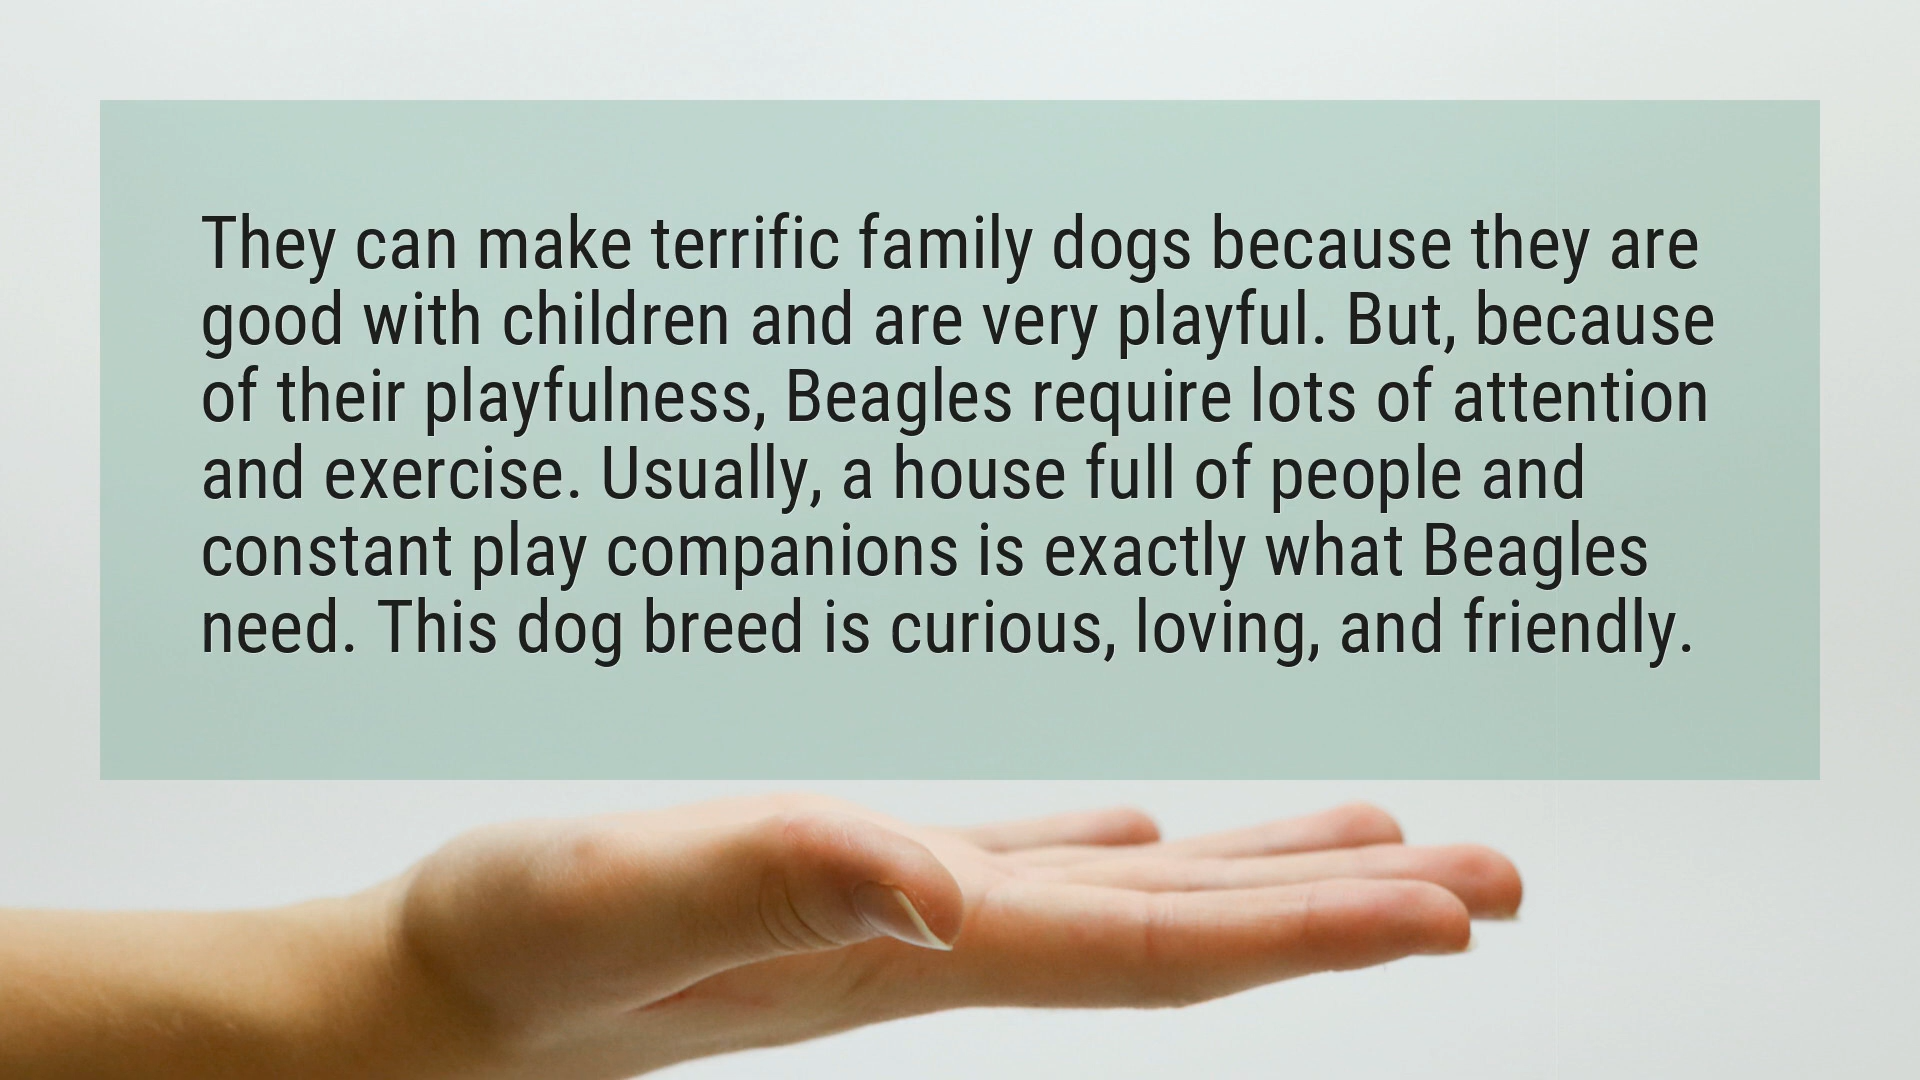 They can make terrific family dogs because they are
good with children and are very playful. But, because
of their playfulness, Beagles require lots of attention
and exercise. Usually, a house full of people and
constant play companions is exactly what Beagles
need. This dog breed is curious, loving, and friendly.